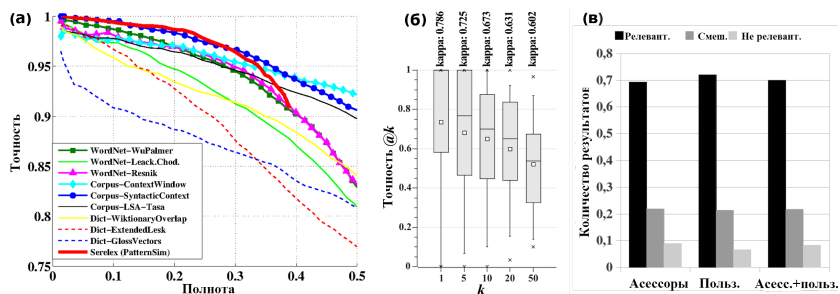 (а)
Точность
1
0.95
0.9
0.85
0.8
0.75
WordNet-WuPalmer
WordNet-Leack.Chod.
WordNet-Resnik
Corpus-ContextWindow
Corpus-SyntacticContext
Corpus-LSA-Tasa
Dict-WiktionaryOverlap
Dict-ExtendedLesk
Dict-GlossVectors
Serelex (PatternSim)
0 0.1 0.2 0.3 0.4 0.5
Полнота
(б)
kappa: 0.786
kappa: 0.725
kappa: 0.673
kappa: 0.631
kappa: 0.602
Точность @k
1.0
0.8
0.6
0.4
0.2
0
1 5 10 20 50
k
(в)
Релевант. Смеш. Не релевант.
Количество результатов
0,8
0,7
0,6
0,5
0,4
0,3
0,2
0,1
0
Асессоры Польз. Асесс.+польз.